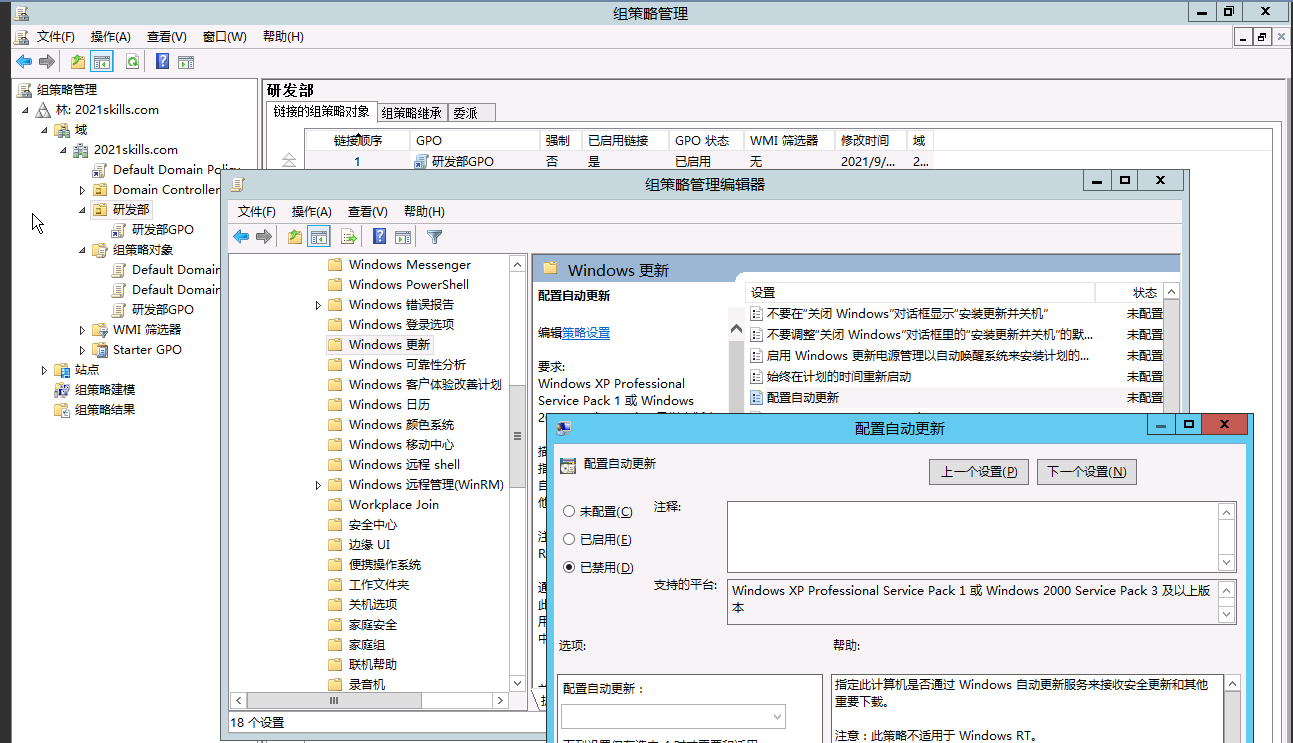 组策略管理
文件(F) 操作(A) 查看(V) 窗口(W) 帮助(H)
组策略管理
林: 2021skills.com
域
2021skills.com
Default Domain Policy
Domain Controller
研发部
研发部GPO
组策略对象
Default Domain
Default Domain
研发部GPO
WMI 筛选器
Starter GPO
站点
组策略建模
组策略结果
研发部
链接的组策略对象 组策略继承 委派
链接顺序 GPO 强制 已启用链接 GPO 状态 WMI 筛选器 修改时间 域
1 研发部GPO 否 是 已启用 无 2021/9/... 2...
组策略管理编辑器
文件(F) 操作(A) 查看(V) 帮助(H)
Windows Messenger
Windows PowerShell
Windows 错误报告
Windows 登录选项
Windows 更新
Windows 可靠性分析
Windows 客户体验改善计划
Windows 日历
Windows 颜色系统
Windows 移动中心
Windows 远程 shell
Windows 远程管理(WinRM)
Workplace Join
安全中心
边缘 UI
便携操作系统
工作文件夹
关机选项
家庭安全
家庭组
联机帮助
录音机
18 个设置
Windows 更新
配置自动更新
编辑策略设置
要求:
Windows XP Professional
Service Pack 1 或 Windows
设置 状态
不要在“关闭 Windows”对话框显示“安装更新并关机” 未配置
不要调整“关闭 Windows”对话框里的“安装更新并关机”的默... 未配置
启用 Windows 更新电源管理以自动唤醒系统来安装计划的... 未配置
始终在计划的时间重新启动 未配置
配置自动更新 未配置
配置自动更新
配置自动更新
上一个设置(P) 下一个设置(N)
未配置(C)
已启用(E)
已禁用(D)
注释:
支持的平台:
Windows XP Professional Service Pack 1 或 Windows 2000 Service Pack 3 及以上版
本
选项: 帮助:
配置自动更新：
指定此计算机是否通过 Windows 自动更新服务来接收安全更新和其他
重要下载。
注意：此策略不适用于 Windows RT。